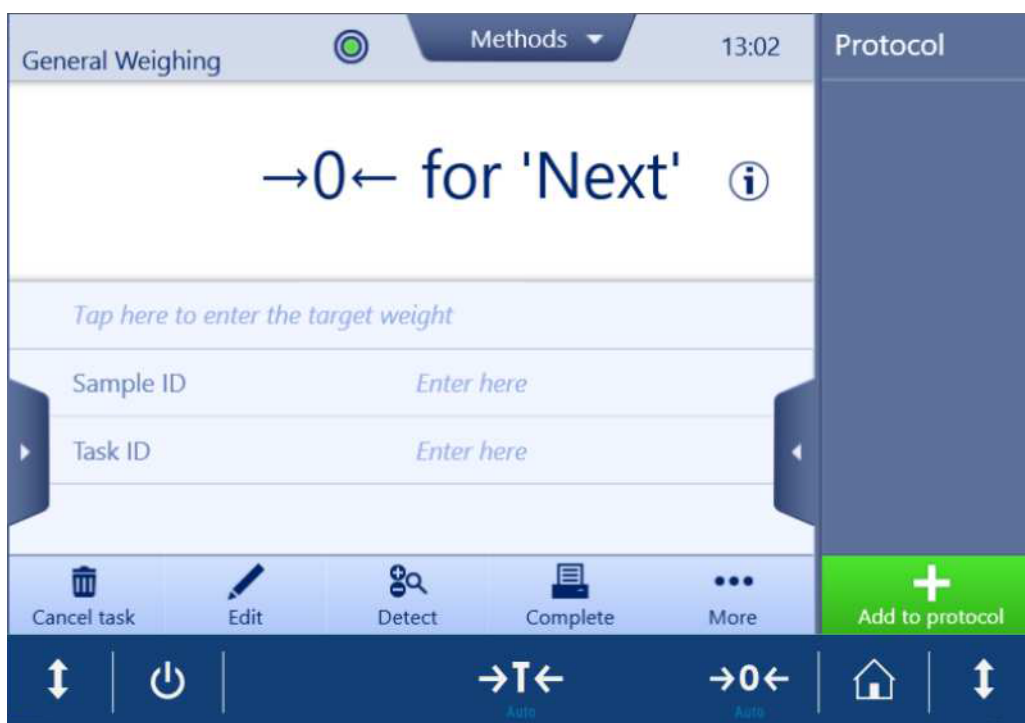 General Weighing
Methods
13:02
Protocol
→0← for 'Next'
Tap here to enter the target weight
Sample ID Enter here
Task ID Enter here
Cancel task
Edit
Detect
Complete
More
Add to protocol
→T←
Auto
→0←
Auto